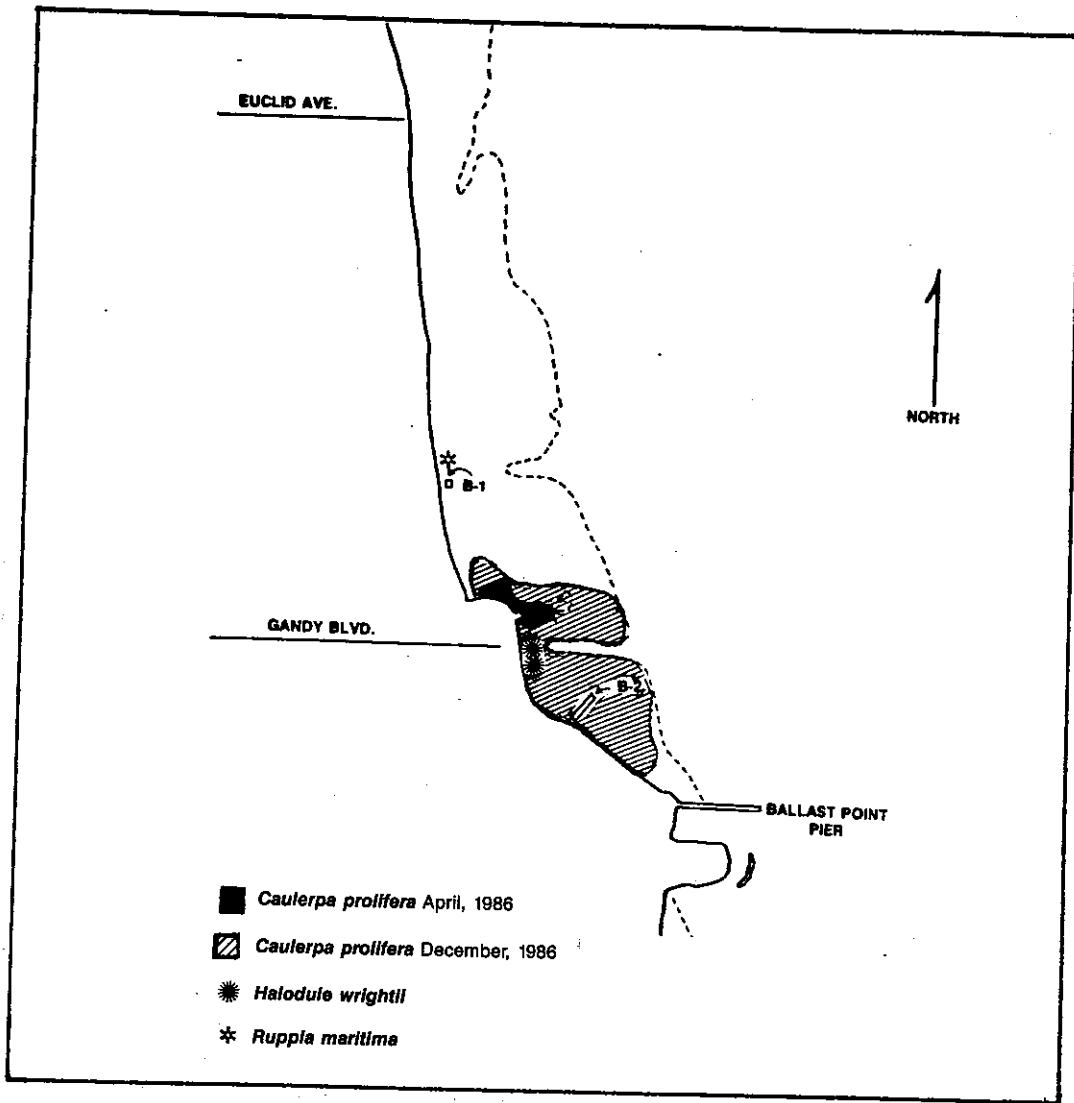 EUCLID AVE.
NORTH
B-1
GANDY BLVD.
B-2
BALLAST POINT
PIER
Caulerpa prolifera April, 1986
Caulerpa prolifera December, 1986
Halodule wrightii
Ruppia maritima